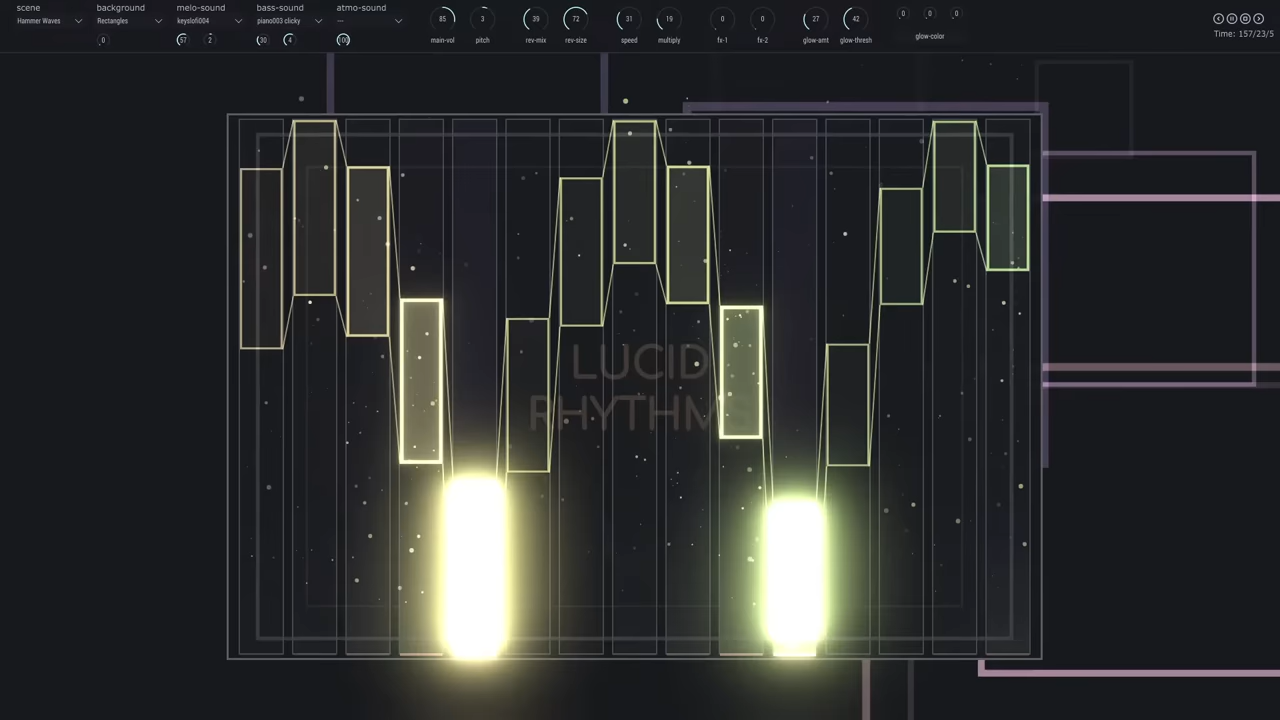 scene
background
melo-sound
bass-sound
atmo-sound
Hammer Waves
Rectangles
keyslofi004
piano003 clicky
---
0
57
2
30
4
100
85
3
39
72
31
19
0
0
27
42
0
0
0
main-vol
pitch
rev-mix
rev-size
speed
multiply
fx-1
fx-2
glow-amt
glow-thresh
glow-color
Time: 157/23/5
LUCID
RHYTHMS